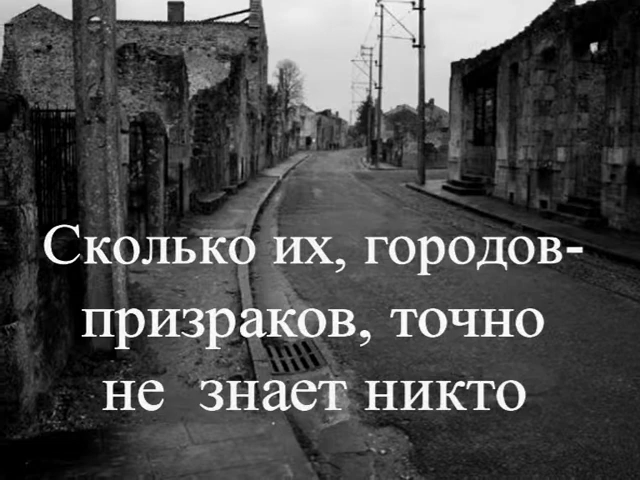 Сколько их, городов-
призраков, точно
не знает никто